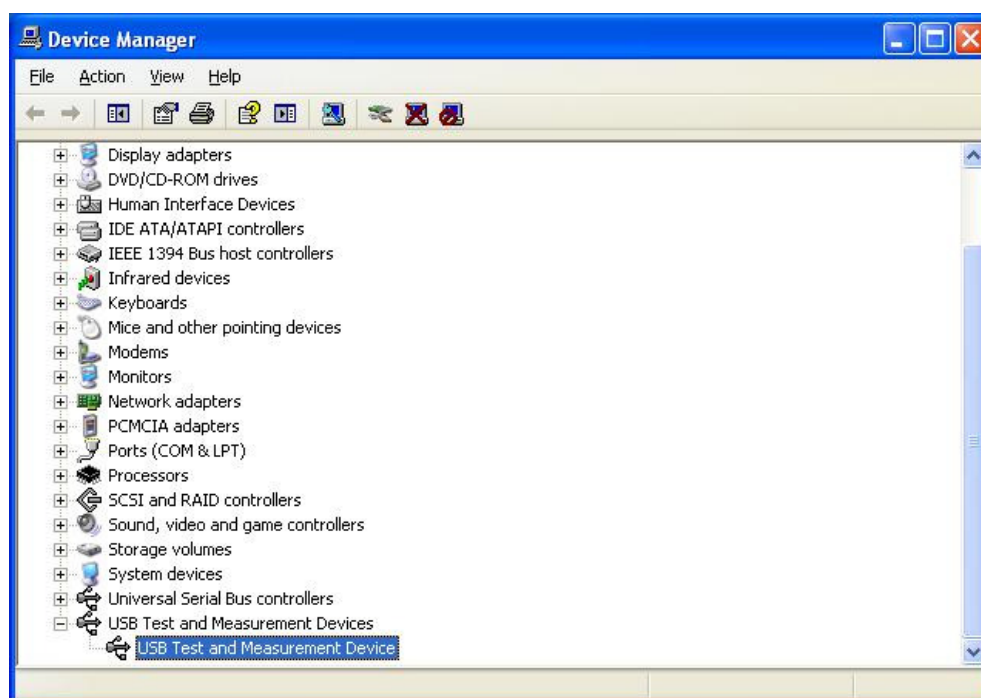 Device Manager
File Action View Help
Display adapters
DVD/CD-ROM drives
Human Interface Devices
IDE ATA/ATAPI controllers
IEEE 1394 Bus host controllers
Infrared devices
Keyboards
Mice and other pointing devices
Modems
Monitors
Network adapters
PCMCIA adapters
Ports (COM & LPT)
Processors
SCSI and RAID controllers
Sound, video and game controllers
Storage volumes
System devices
Universal Serial Bus controllers
USB Test and Measurement Devices
USB Test and Measurement Device